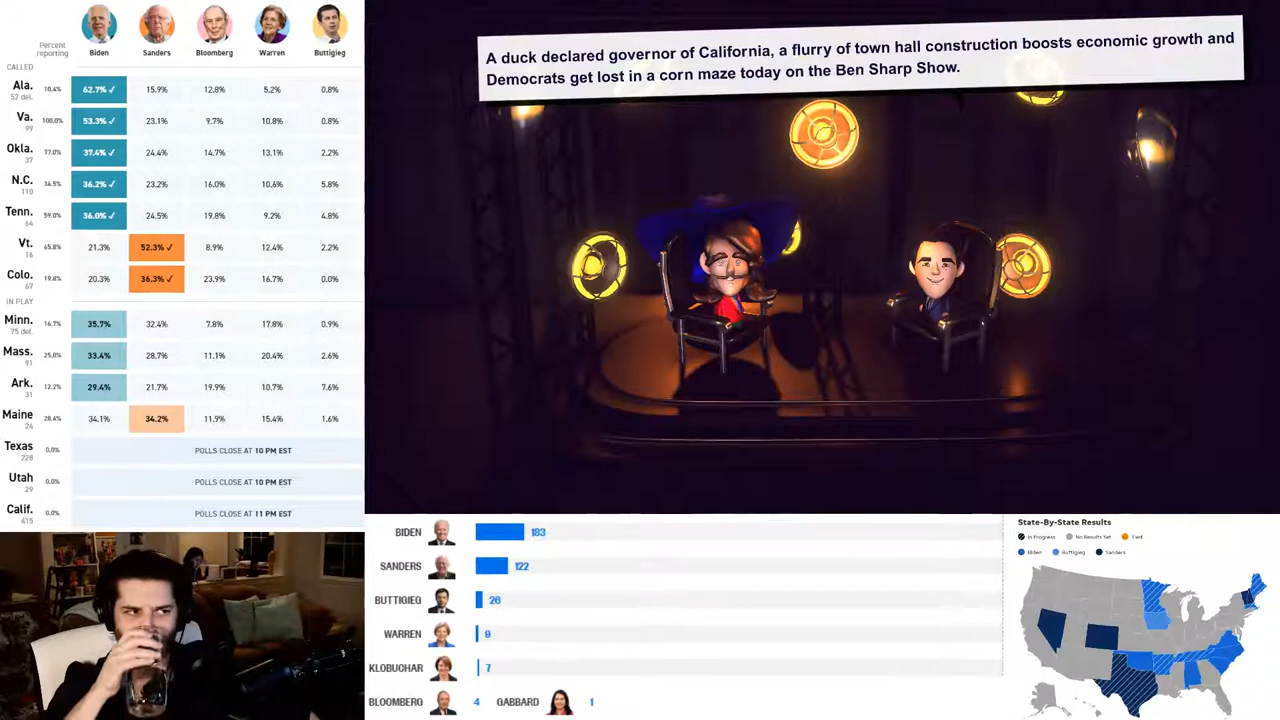 Percent reporting Biden Sanders Bloomberg Warren Buttigieg
CALLED
Ala. 52 del. 10.4% 62.7% ✓ 15.9% 12.8% 5.2% 0.8%
Va. 99 100.0% 53.3% ✓ 23.1% 9.7% 10.8% 0.8%
Okla. 37 77.0% 37.4% ✓ 24.4% 14.7% 13.1% 2.2%
N.C. 110 34.5% 36.2% ✓ 23.2% 16.0% 10.6% 5.8%
Tenn. 64 59.0% 36.0% ✓ 24.5% 19.8% 9.2% 4.8%
Vt. 16 65.8% 21.3% 52.3% ✓ 8.9% 12.4% 2.2%
Colo. 67 19.8% 20.3% 36.3% ✓ 23.9% 16.7% 0.0%
IN PLAY
Minn. 75 del. 16.7% 35.7% 32.4% 7.8% 17.8% 0.9%
Mass. 91 25.0% 33.4% 28.7% 11.1% 20.4% 2.6%
Ark. 31 12.2% 29.4% 21.7% 19.9% 10.7% 7.6%
Maine 24 28.4% 34.1% 34.2% 11.9% 15.4% 1.6%
Texas 228 0.0% POLLS CLOSE AT 10 PM EST
Utah 29 0.0% POLLS CLOSE AT 10 PM EST
Calif. 415 0.0% POLLS CLOSE AT 11 PM EST
A duck declared governor of California, a flurry of town hall construction boosts economic growth and
Democrats get lost in a corn maze today on the Ben Sharp Show.
BIDEN 183
SANDERS 122
BUTTIGIEG 26
WARREN 9
KLOBUCHAR 7
BLOOMBERG 4 GABBARD 1
State-By-State Results
In Progress No Results Yet Tied
Biden Buttigieg Sanders